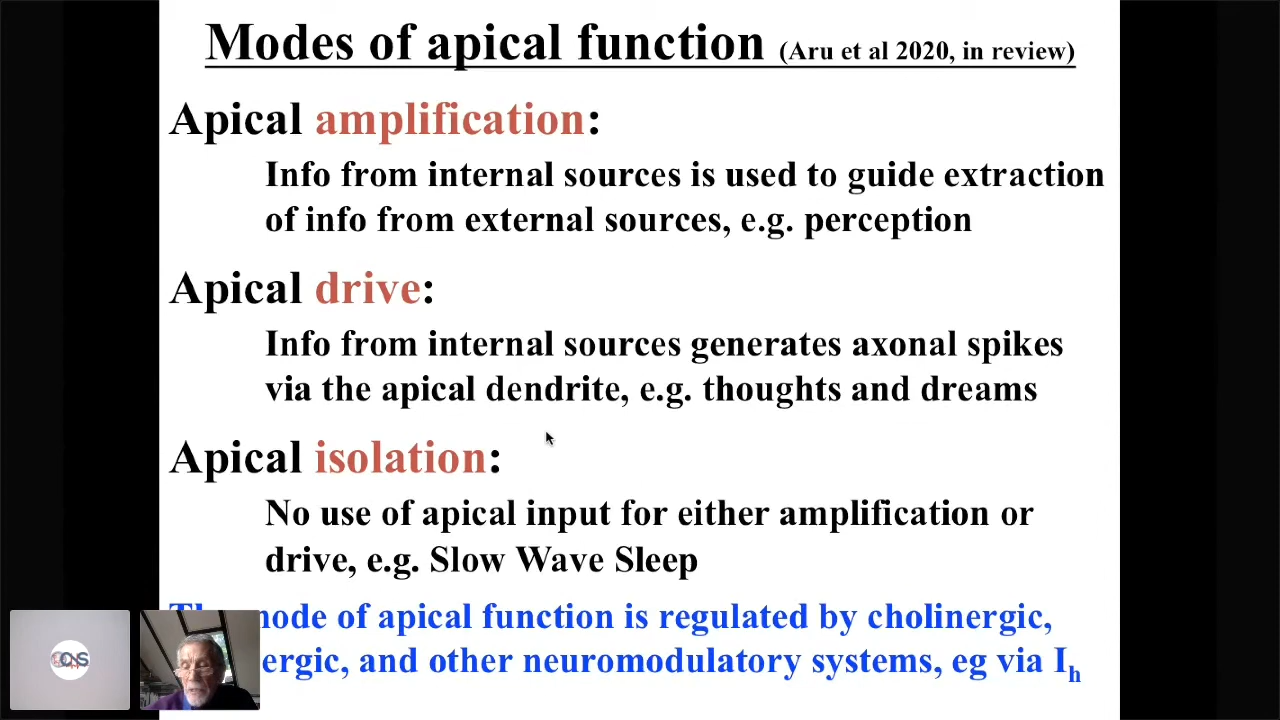 Modes of apical function (Aru et al 2020, in review)
Apical amplification:
Info from internal sources is used to guide extraction
of info from external sources, e.g. perception
Apical drive:
Info from internal sources generates axonal spikes
via the apical dendrite, e.g. thoughts and dreams
Apical isolation:
No use of apical input for either amplification or
drive, e.g. Slow Wave Sleep
mode of apical function is regulated by cholinergic,
ergic, and other neuromodulatory systems, eg via Ih